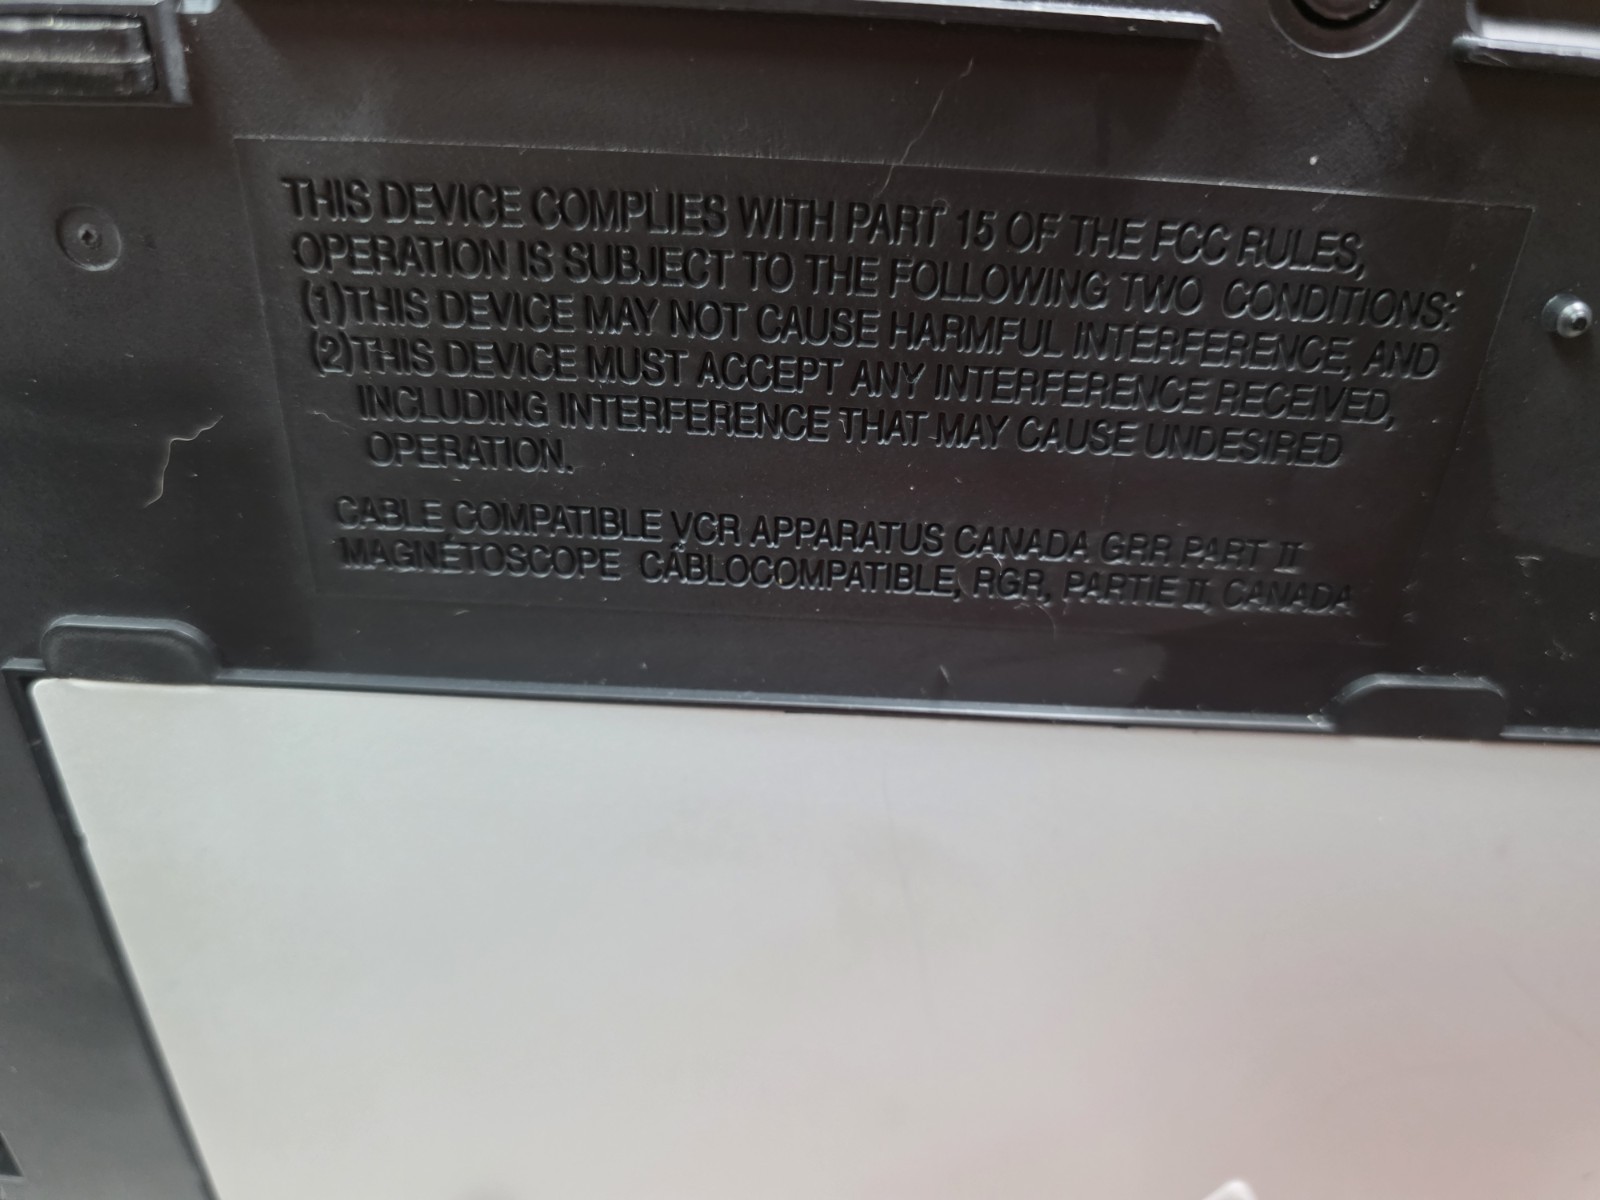 THIS DEVICE COMPLIES WITH PART 15 OF THE FCC RULES,
OPERATION IS SUBJECT TO THE FOLLOWING TWO CONDITIONS:
(1)THIS DEVICE MAY NOT CAUSE HARMFUL INTERFERENCE, AND
(2)THIS DEVICE MUST ACCEPT ANY INTERFERENCE RECEIVED,
INCLUDING INTERFERENCE THAT MAY CAUSE UNDESIRED
OPERATION.
CABLE COMPATIBLE VCR APPARATUS CANADA GRR PART II
MAGNÉTOSCOPE CÂBLOCOMPATIBLE, RGR, PARTIE II, CANADA